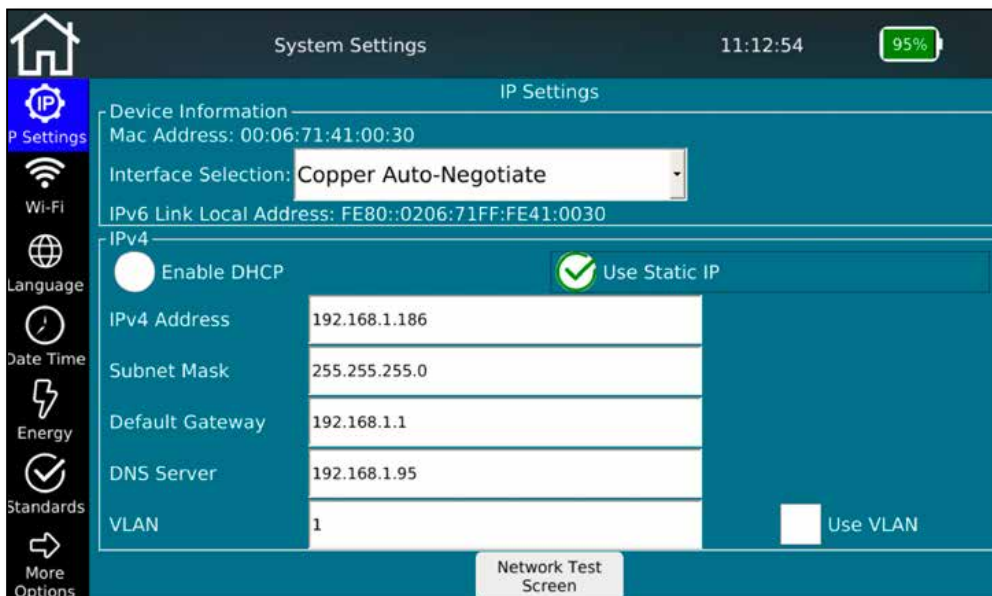 System Settings 11:12:54 95%
IP Settings
IP
P Settings
Wi-Fi
Language
Date Time
Energy
Standards
More
Options
Device Information
Mac Address: 00:06:71:41:00:30
Interface Selection: Copper Auto-Negotiate
IPv6 Link Local Address: FE80::0206:71FF:FE41:0030
IPv4
Enable DHCP Use Static IP
IPv4 Address 192.168.1.186
Subnet Mask 255.255.255.0
Default Gateway 192.168.1.1
DNS Server 192.168.1.95
VLAN 1 Use VLAN
Network Test
Screen